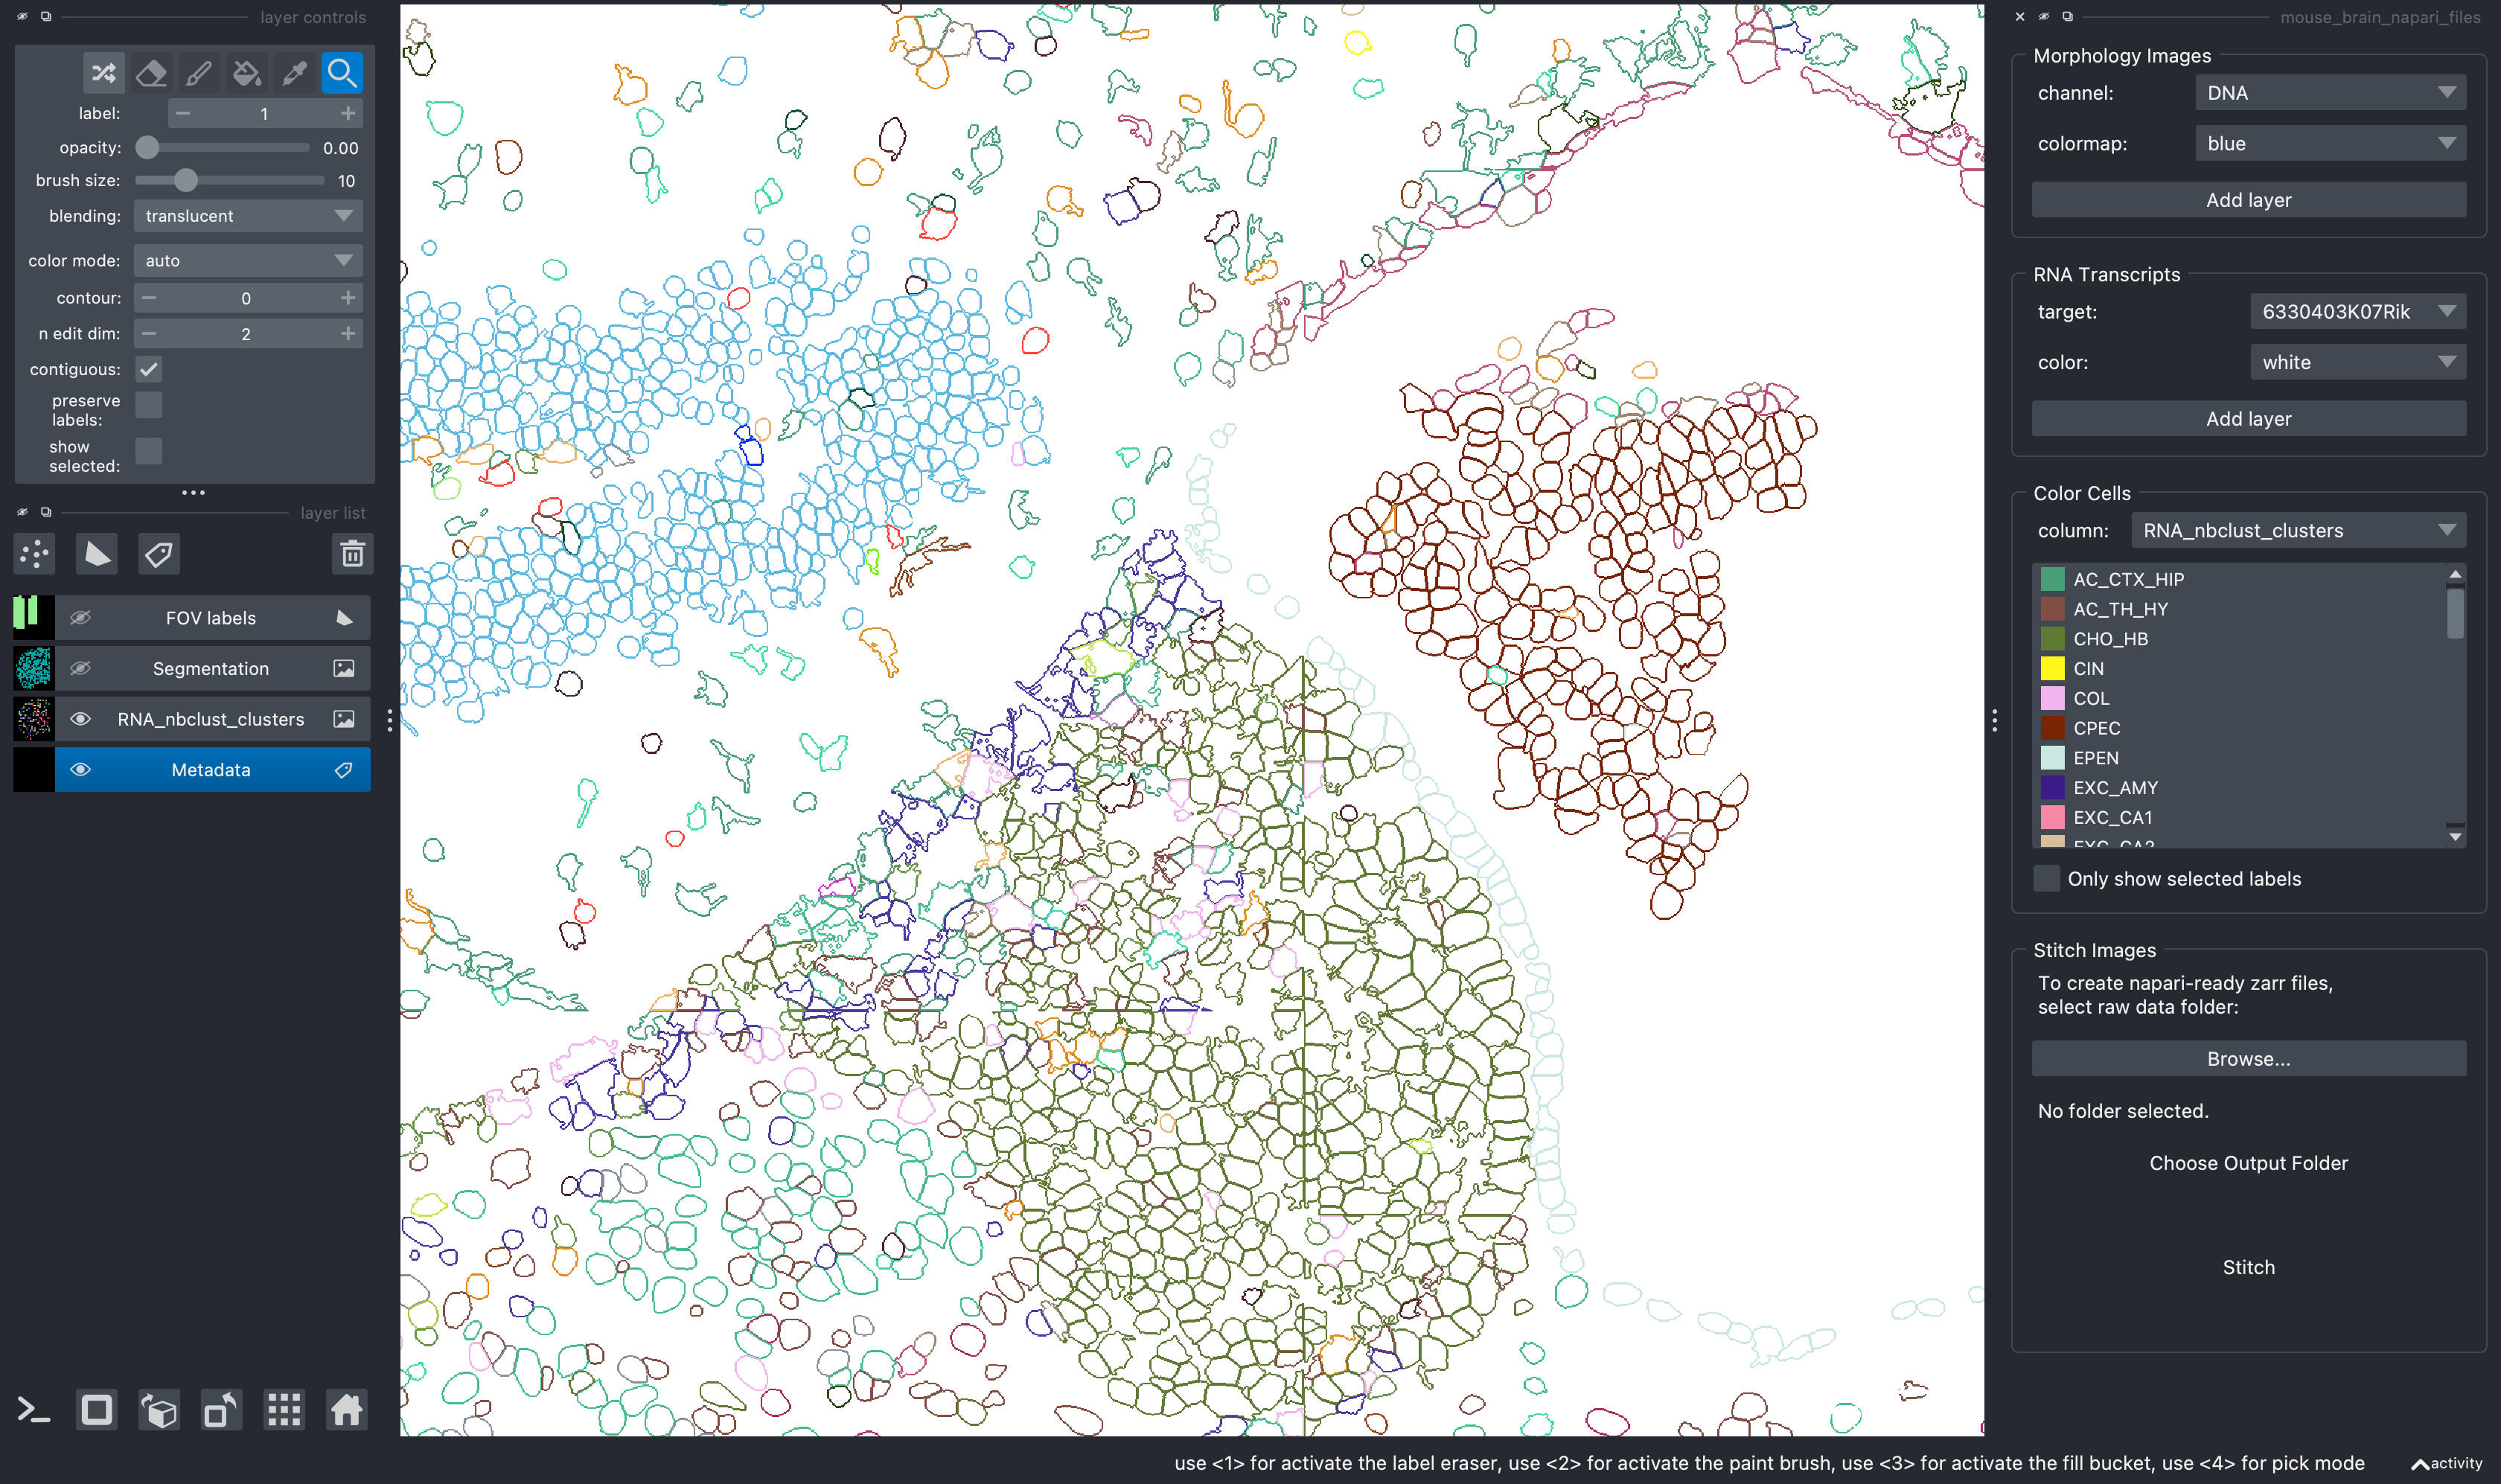 layer controls
label:
1
opacity:
0.00
brush size:
10
blending:
translucent
color mode:
auto
contour:
0
n edit dim:
2
contiguous:
preserve
labels:
show
selected:
layer list
FOV labels
Segmentation
RNA_nbclust_clusters
Metadata
mouse_brain_napari_files
Morphology Images
channel:
DNA
colormap:
blue
Add layer
RNA Transcripts
target:
6330403K07Rik
color:
white
Add layer
Color Cells
column:
RNA_nbclust_clusters
AC_CTX_HIP
AC_TH_HY
CHO_HB
CIN
COL
CPEC
EPEN
EXC_AMY
EXC_CA1
EXC_CA2
Only show selected labels
Stitch Images
To create napari-ready zarr files,
select raw data folder:
Browse...
No folder selected.
Choose Output Folder
Stitch
use <1> for activate the label eraser, use <2> for activate the paint brush, use <3> for activate the fill bucket, use <4> for pick mode
activity